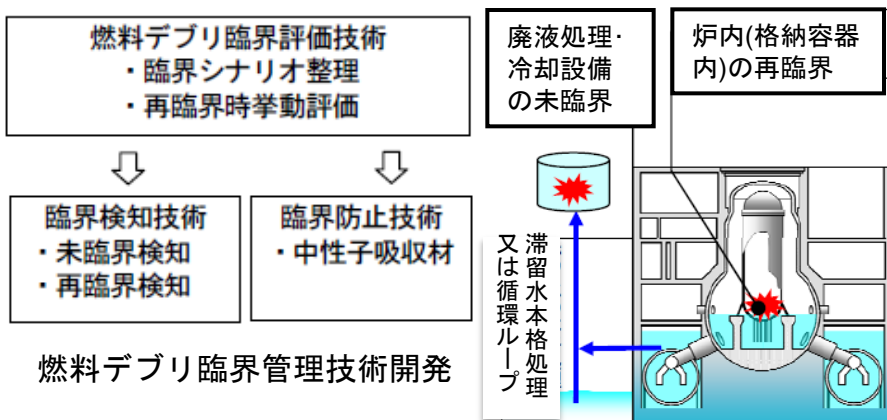 燃料デブリ臨界評価技術
・臨界シナリオ整理
・再臨界時挙動評価
臨界検知技術
・未臨界検知
・再臨界検知
臨界防止技術
・中性子吸収材
燃料デブリ臨界管理技術開発
廃液処理・
冷却設備
の未臨界
炉内(格納容器
内)の再臨界
滞留水本格処理
又は循環ループ